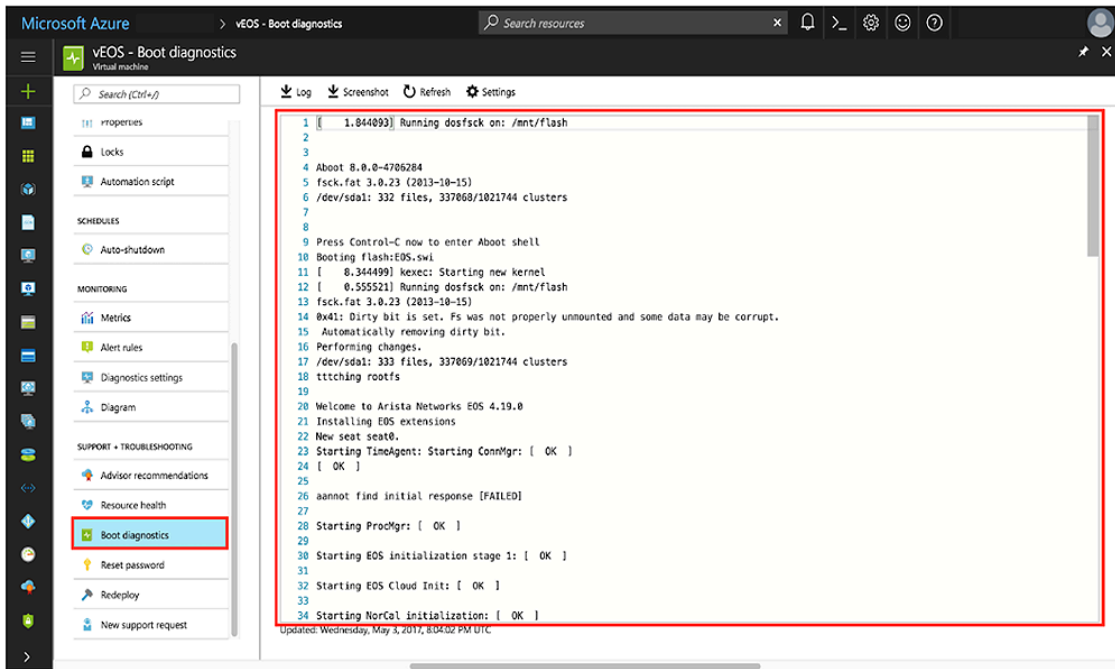 Microsoft Azure
vEOS - Boot diagnostics
Search resources
vEOS - Boot diagnostics
Virtual machine
Search (Ctrl+/)
Properties
Locks
Automation script
SCHEDULES
Auto-shutdown
MONITORING
Metrics
Alert rules
Diagnostics settings
Diagram
SUPPORT + TROUBLESHOOTING
Advisor recommendations
Resource health
Boot diagnostics
Reset password
Redeploy
New support request
Log Screenshot Refresh Settings
1 [ 1.844093] Running dosfsck on: /mnt/flash
2
3
4 Aboot 8.0.0-4706284
5 fsck.fat 3.0.23 (2013-10-15)
6 /dev/sda1: 332 files, 337068/1021744 clusters
7
8
9 Press Control-C now to enter Aboot shell
10 Booting flash:EOS.swi
11 [ 8.344499] kexec: Starting new kernel
12 [ 0.555521] Running dosfsck on: /mnt/flash
13 fsck.fat 3.0.23 (2013-10-15)
14 0x41: Dirty bit is set. Fs was not properly unmounted and some data may be corrupt.
15 Automatically removing dirty bit.
16 Performing changes.
17 /dev/sda1: 333 files, 337069/1021744 clusters
18 tttching rootfs
19
20 Welcome to Arista Networks EOS 4.19.0
21 Installing EOS extensions
22 New seat seat0.
23 Starting TimeAgent: Starting ConnMgr: [ OK ]
24 [ OK ]
25
26 aannot find initial response [FAILED]
27
28 Starting ProcMgr: [ OK ]
29
30 Starting EOS initialization stage 1: [ OK ]
31
32 Starting EOS Cloud Init: [ OK ]
33
34 Starting NorCal initialization: [ OK ]
Updated: Wednesday, May 3, 2017, 8:04:02 PM UTC